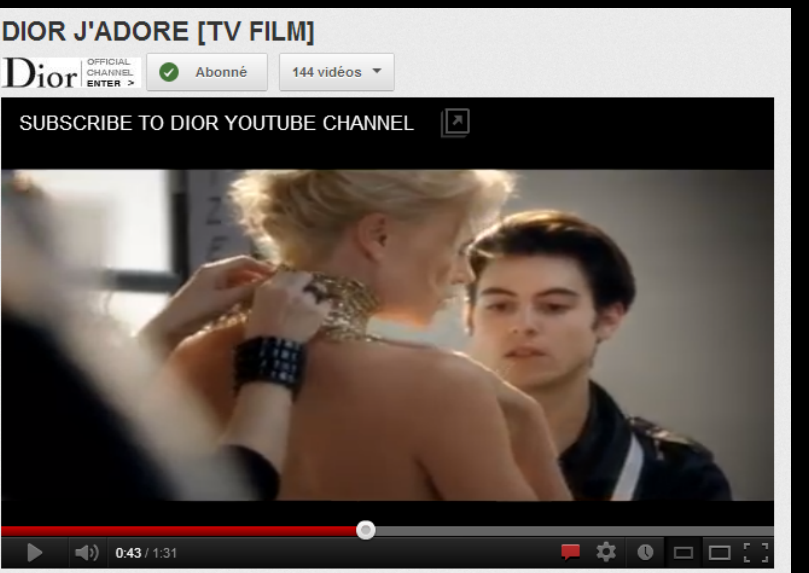 DIOR J'ADORE [TV FILM]
Dior
OFFICIAL
CHANNEL
ENTER >
Abonné
144 vidéos
SUBSCRIBE TO DIOR YOUTUBE CHANNEL
0:43 / 1:31